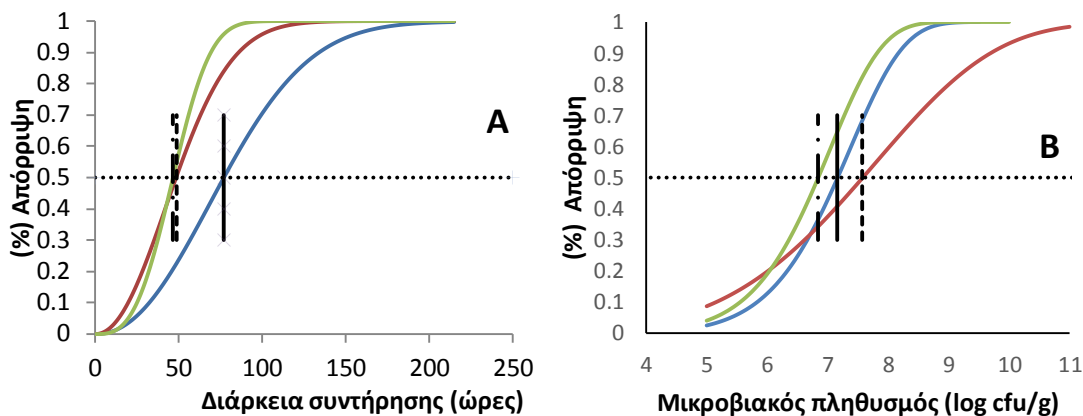 1
0.9
0.8
0.7
0.6
0.5
0.4
0.3
0.2
0.1
0
(%) Απόρριψη
A
0 50 100 150 200 250
Διάρκεια συντήρησης (ώρες)
1
0.9
0.8
0.7
0.6
0.5
0.4
0.3
0.2
0.1
0
(%) Απόρριψη
B
4 5 6 7 8 9 10 11
Μικροβιακός πληθυσμός (log cfu/g)